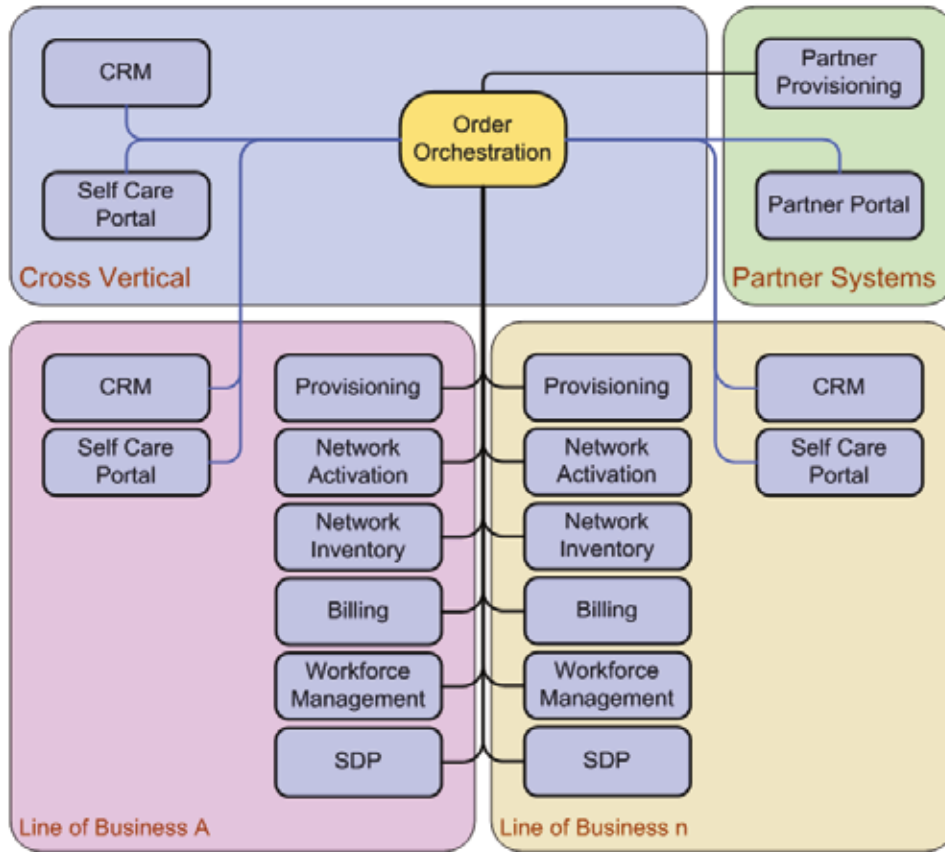 CRM
Self Care
Portal
Order
Orchestration
Cross Vertical
Partner
Provisioning
Partner Portal
Partner Systems
CRM
Self Care
Portal
Provisioning
Network
Activation
Network
Inventory
Billing
Workforce
Management
SDP
Line of Business A
Provisioning
Network
Activation
Network
Inventory
Billing
Workforce
Management
SDP
CRM
Self Care
Portal
Line of Business n